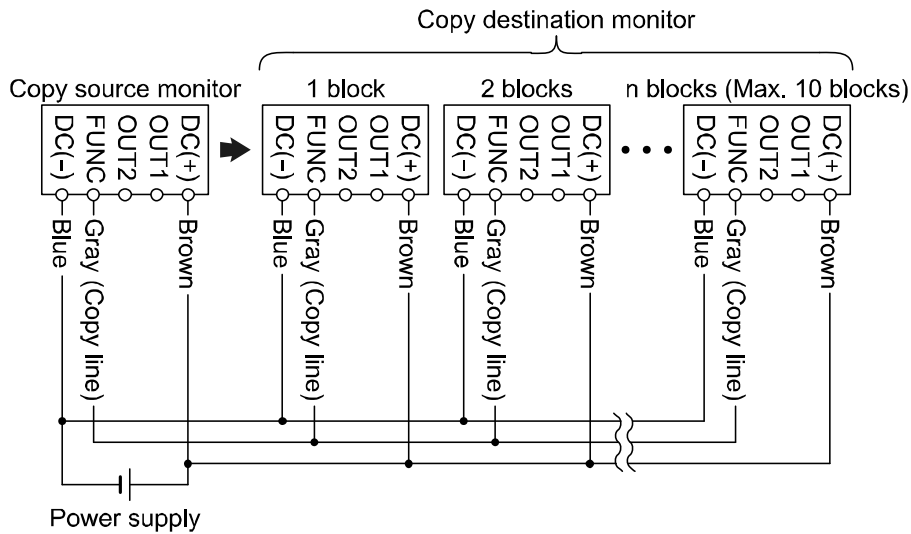 Copy destination monitor
Copy source monitor
1 block
2 blocks
n blocks (Max. 10 blocks)
DC(-)
FUNC
OUT2
OUT1
DC(+)
DC(-)
FUNC
OUT2
OUT1
DC(+)
DC(-)
FUNC
OUT2
OUT1
DC(+)
DC(-)
FUNC
OUT2
OUT1
DC(+)
Blue
Gray (Copy line)
Brown
Blue
Gray (Copy line)
Brown
Blue
Gray (Copy line)
Brown
Blue
Gray (Copy line)
Brown
Power supply